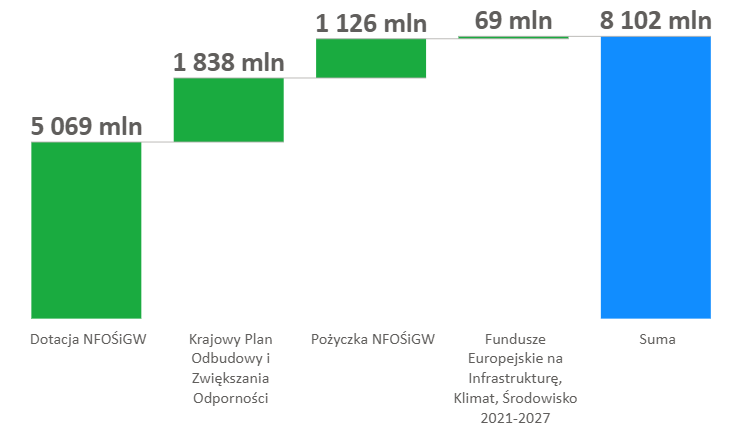 5 069 mln
1 838 mln
1 126 mln
69 mln
8 102 mln
Dotacja NFOŚiGW
Krajowy Plan
Odbudowy i
Zwiększania
Odporności
Pożyczka NFOŚiGW
Fundusze
Europejskie na
Infrastrukturę,
Klimat, Środowisko
2021-2027
Suma